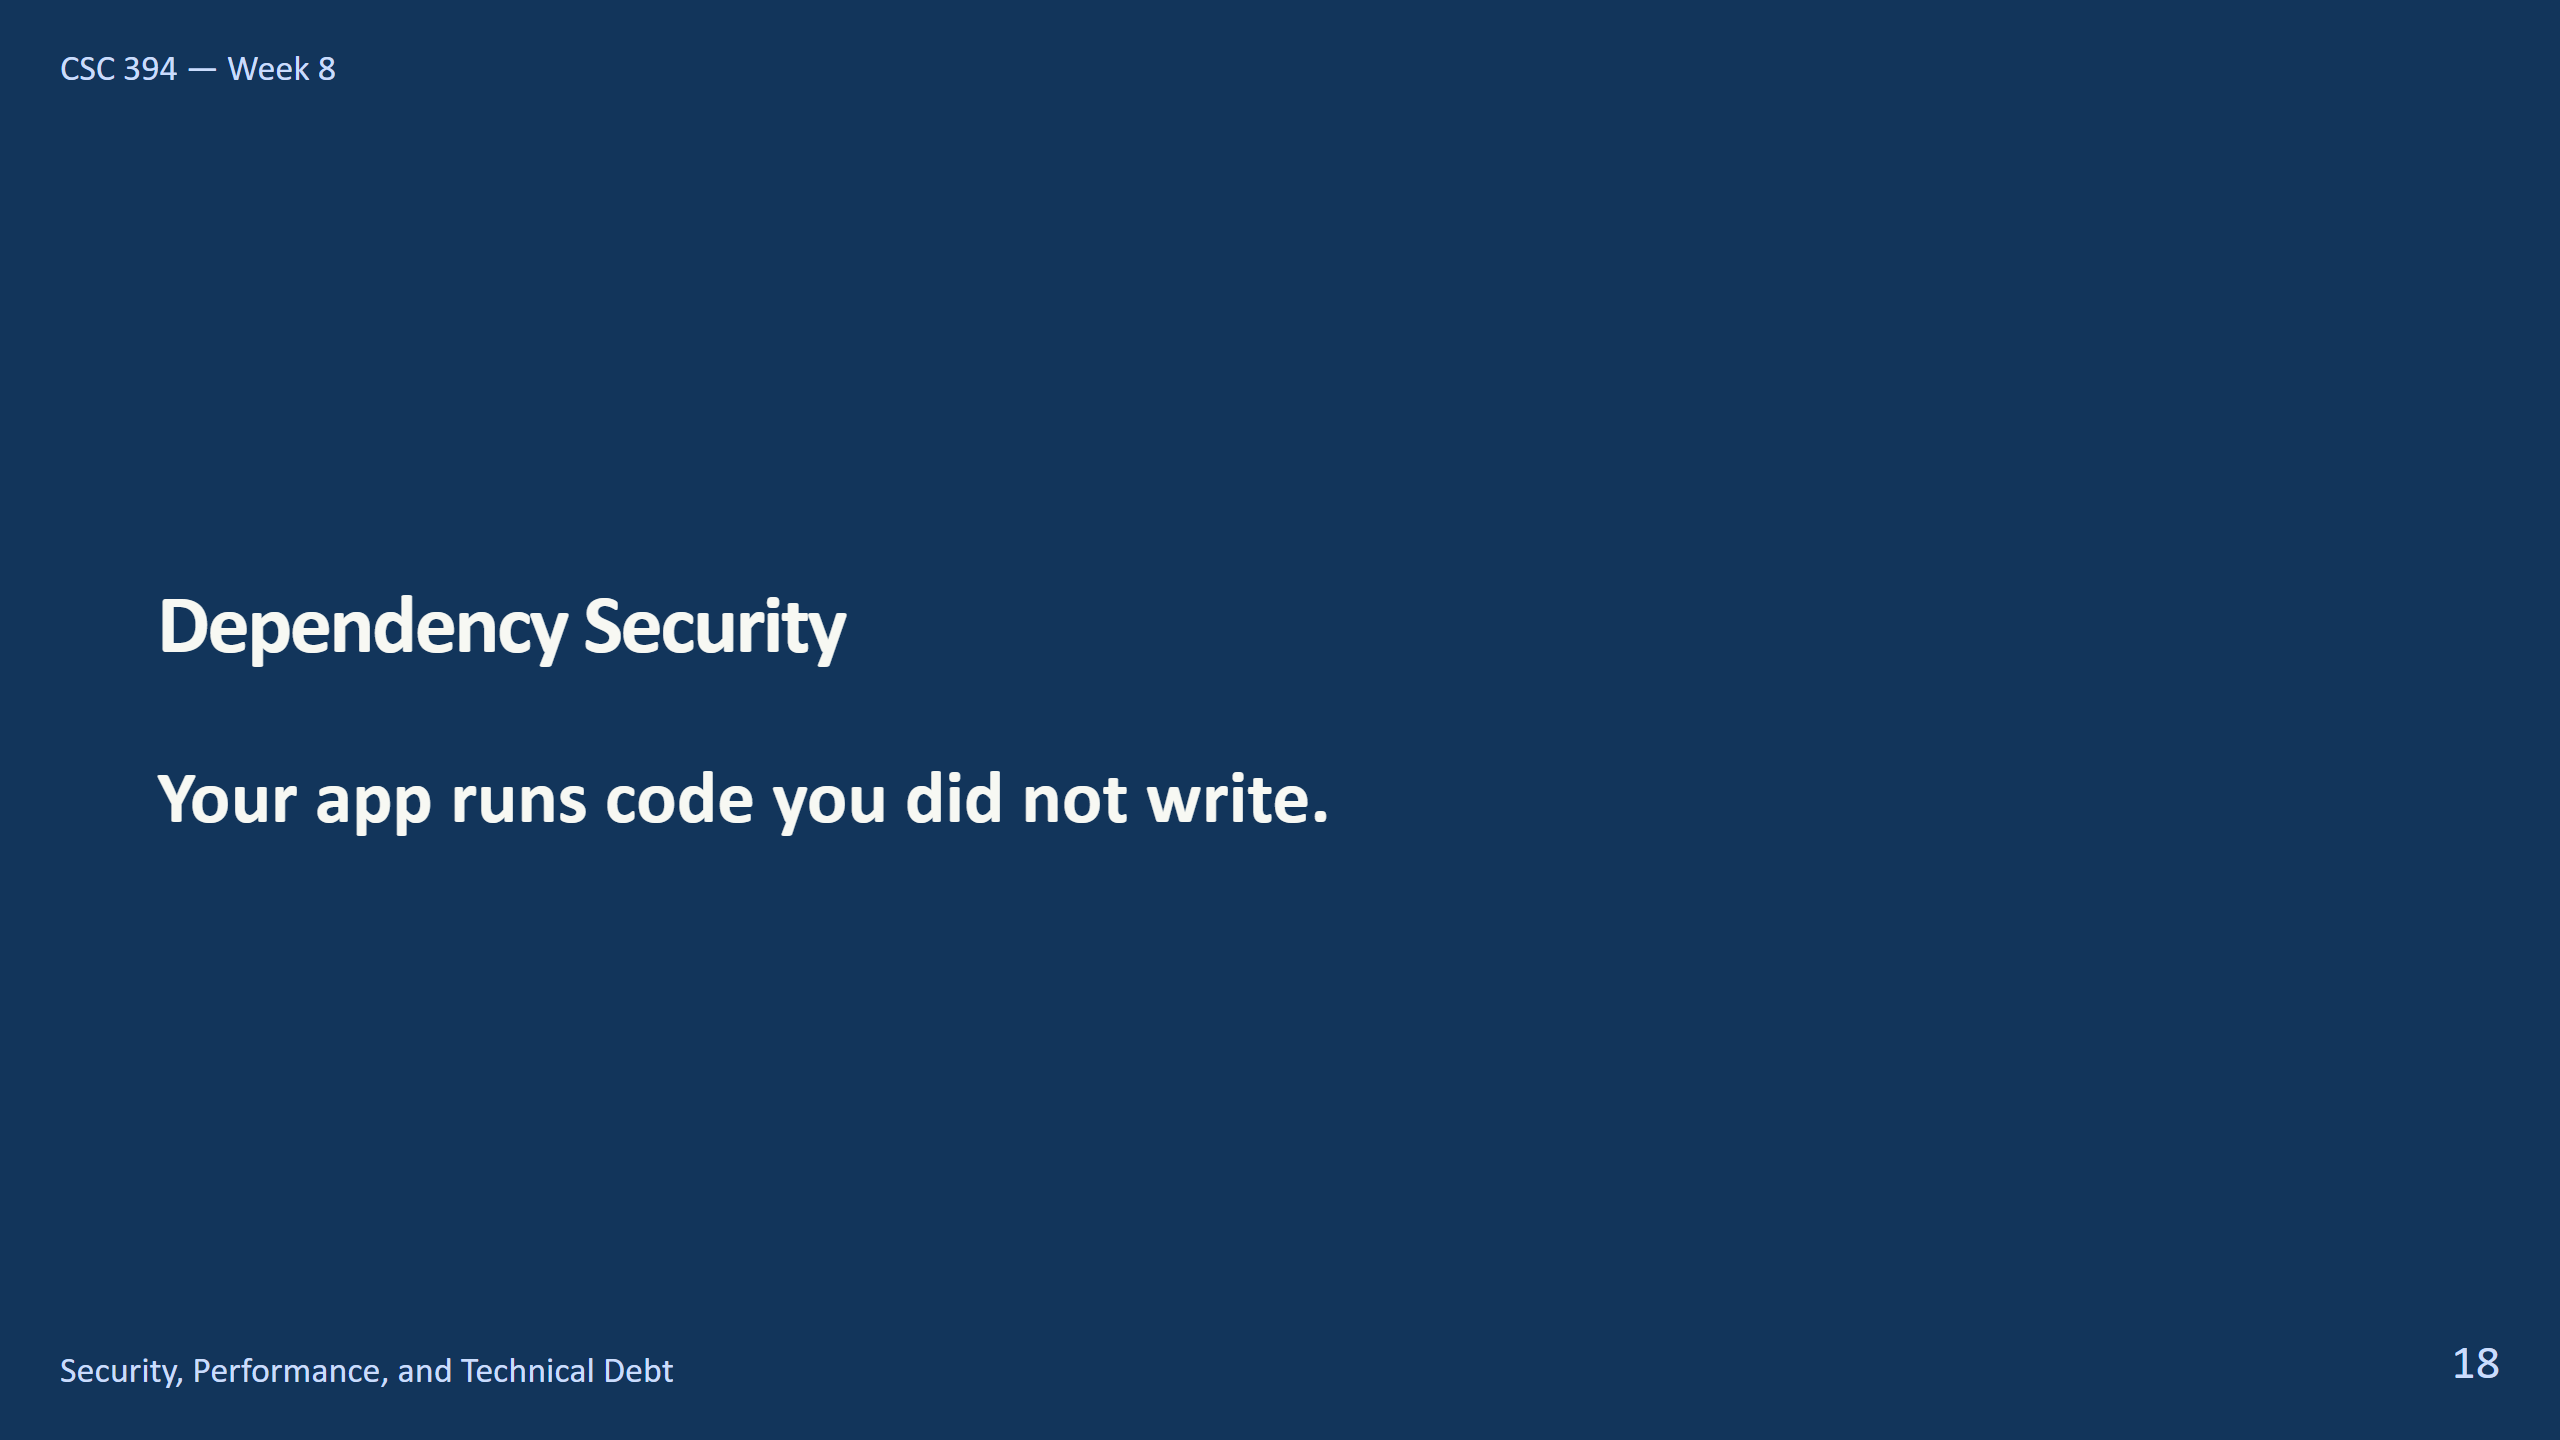 CSC 394 — Week 8
Dependency Security
Your app runs code you did not write.
Security, Performance, and Technical Debt
18